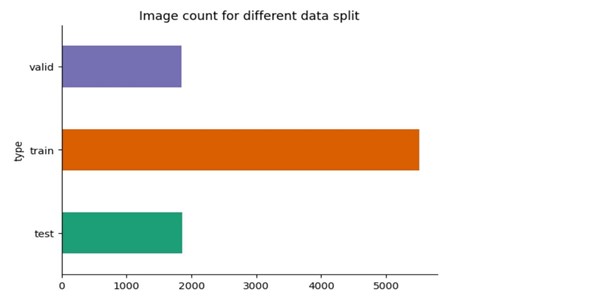 Image count for different data split
valid
train
test
type
0 1000 2000 3000 4000 5000